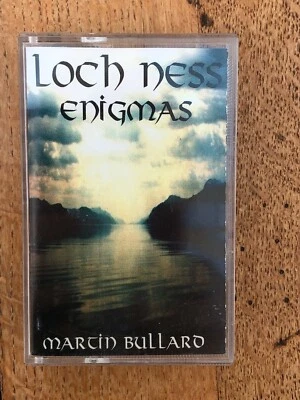 LOCH NESS
ENIGMAS
MARTIN BULLARD